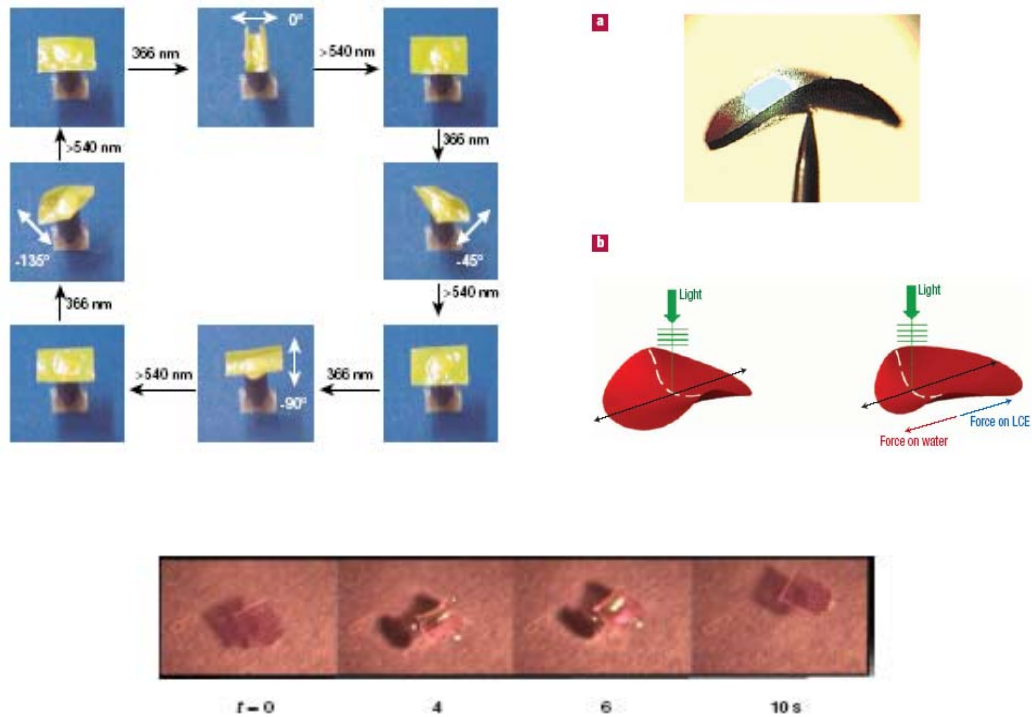 366 nm
0°
>540 nm
366 nm
-45°
>540 nm
366 nm
-90°
>540 nm
366 nm
-135°
>540 nm
a
b
Light
Light
Force on LCE
Force on water
t = 0
4
6
10 s